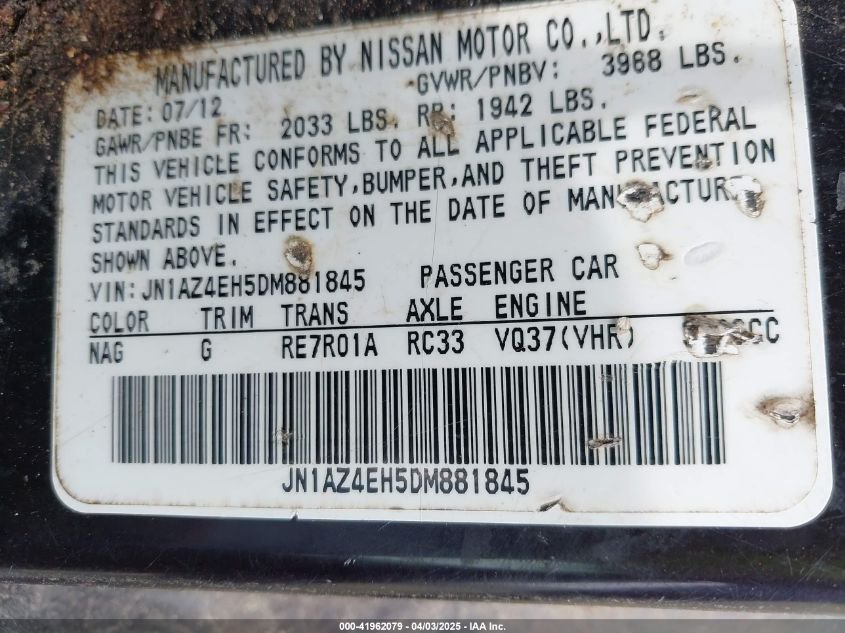 MANUFACTURED BY NISSAN MOTOR CO.,LTD.
DATE: 07/12 GVWR/PNBV: 3968 LBS.
GAWR/PNBE FR: 2033 LBS. RR: 1942 LBS.
THIS VEHICLE CONFORMS TO ALL APPLICABLE FEDERAL
MOTOR VEHICLE SAFETY,BUMPER,AND THEFT PREVENTION
STANDARDS IN EFFECT ON THE DATE OF MANUFACTURE
SHOWN ABOVE.
VIN: JN1AZ4EH5DM881845 PASSENGER CAR
COLOR TRIM TRANS AXLE ENGINE
NAG G RE7R01A RC33 VQ37(VHR)
JN1AZ4EH5DM881845
000-41962079 - 04/03/2025 - IAA Inc.